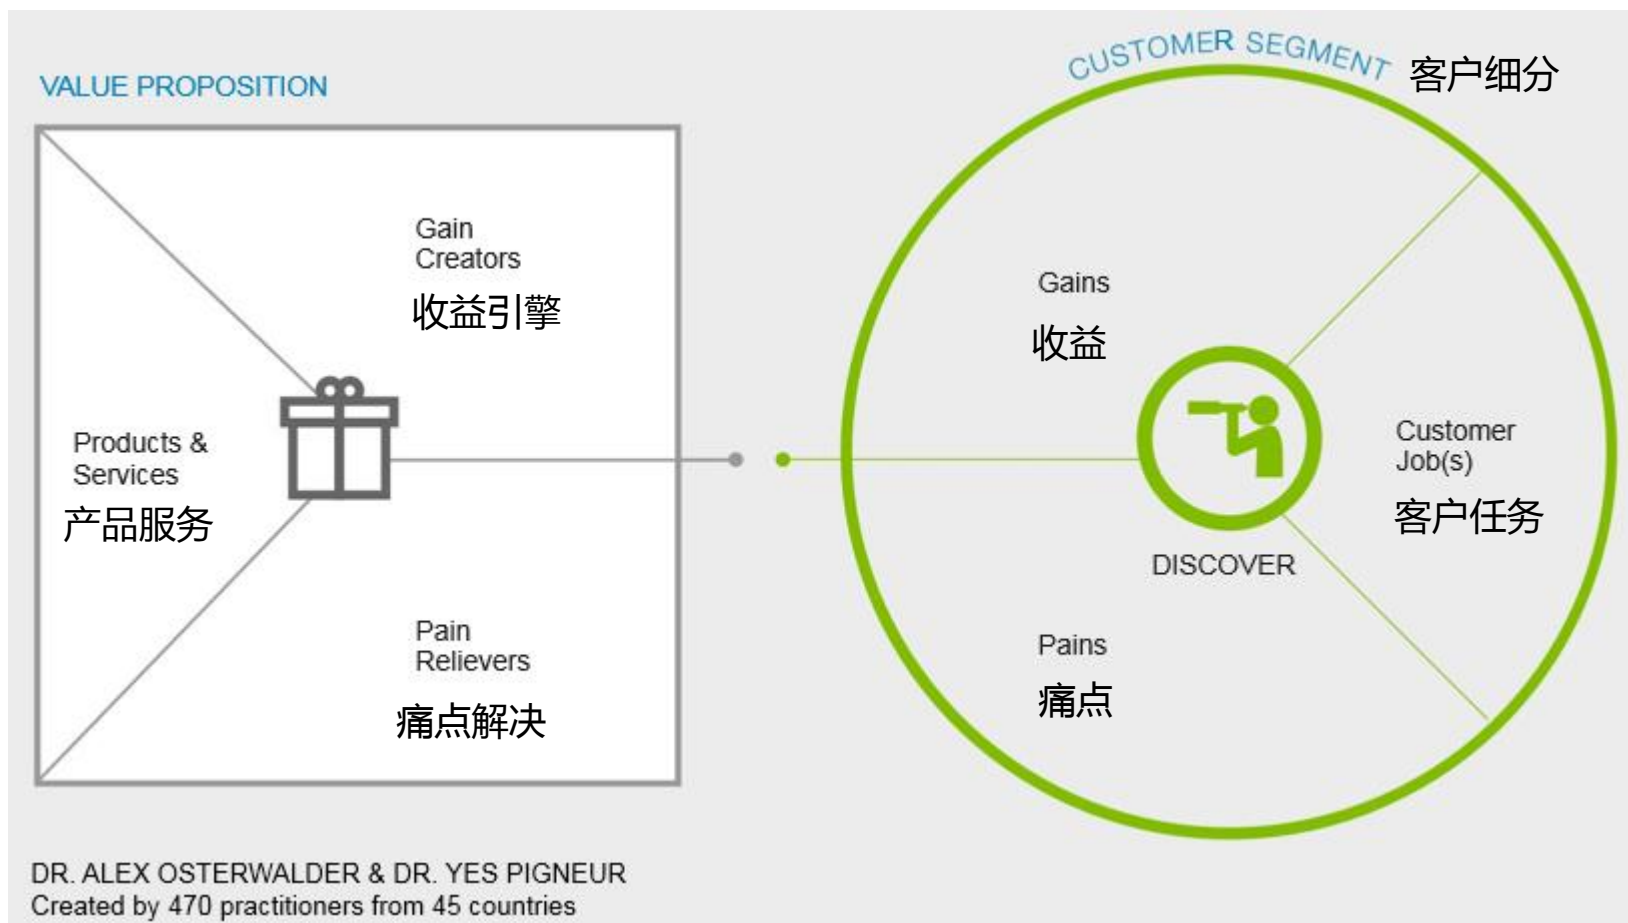 VALUE PROPOSITION
Gain
Creators
收益引擎
Products &
Services
产品服务
Pain
Relievers
痛点解决
CUSTOMER SEGMENT
客户细分
Gains
收益
Customer
Job(s)
客户任务
DISCOVER
Pains
痛点
DR. ALEX OSTERWALDER & DR. YES PIGNEUR
Created by 470 practitioners from 45 countries